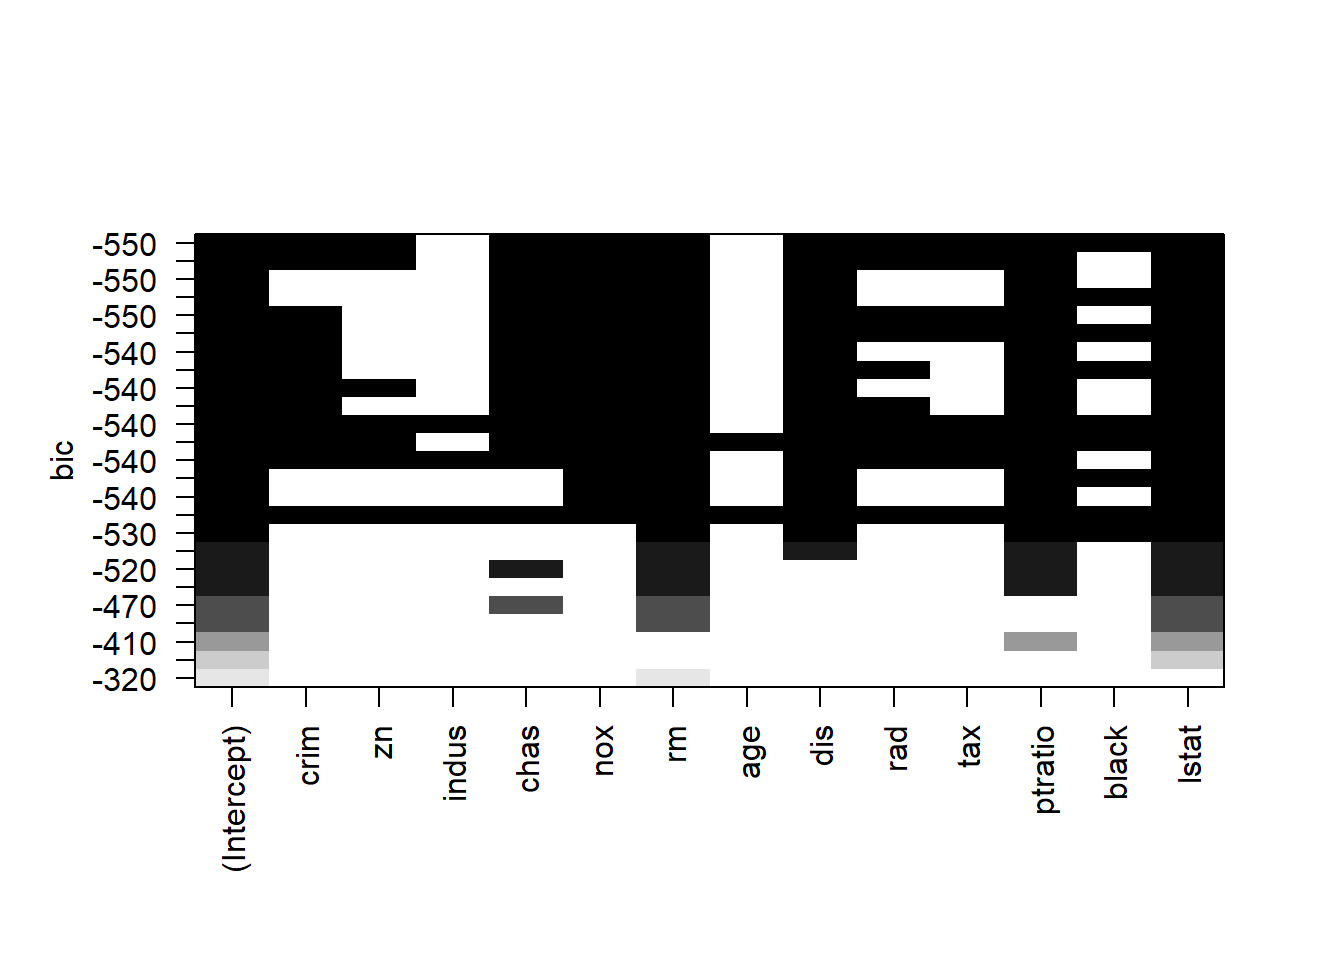 bic
-550
-550
-550
-540
-540
-540
-540
-540
-530
-520
-470
-410
-320
(Intercept)
crim
zn
indus
chas
nox
rm
age
dis
rad
tax
ptratio
black
lstat